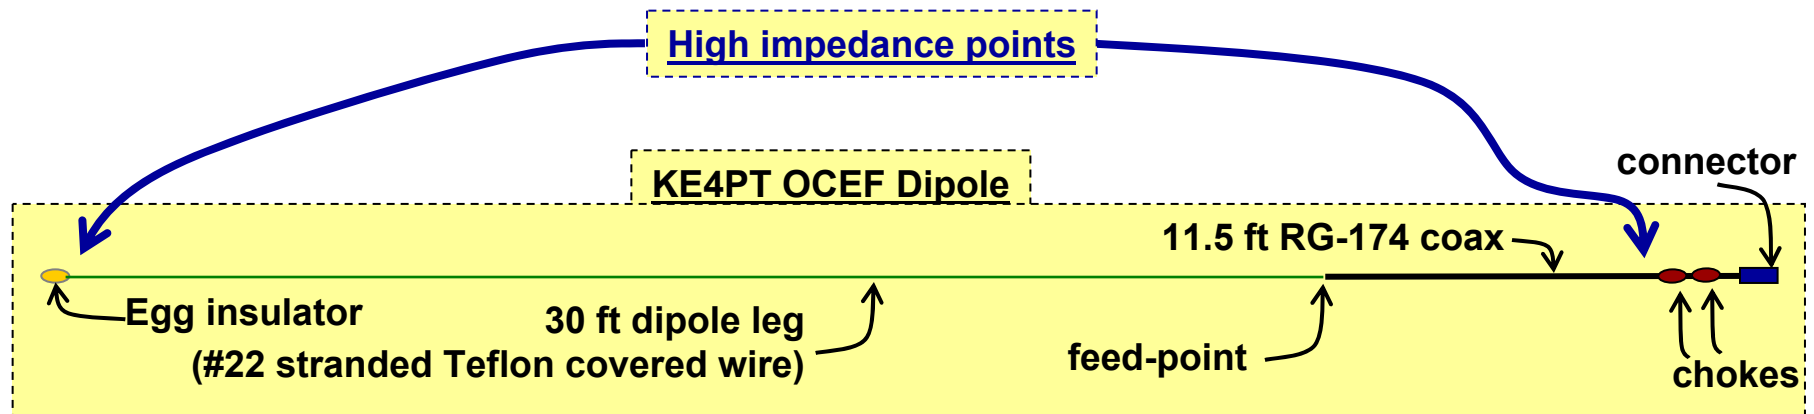 High impedance points
KE4PT OCEF Dipole
connector
11.5 ft RG-174 coax
Egg insulator
30 ft dipole leg
(#22 stranded Teflon covered wire)
feed-point
chokes